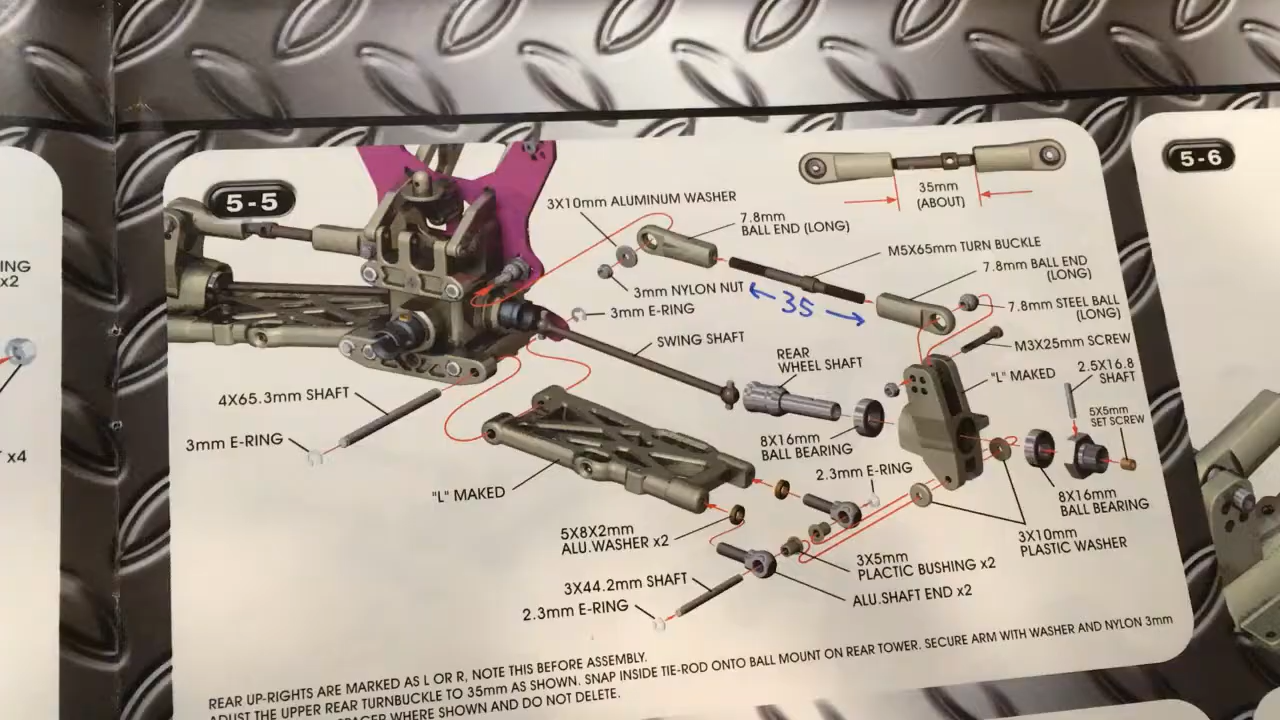 5-5
5-6
ING
x2
x4
35mm
(ABOUT)
3X10mm ALUMINUM WASHER
7.8mm
BALL END (LONG)
M5X65mm TURN BUCKLE
7.8mm BALL END
(LONG)
3mm NYLON NUT
←35→
3mm E-RING
7.8mm STEEL BALL
(LONG)
SWING SHAFT
M3X25mm SCREW
REAR
WHEEL SHAFT
"L" MAKED
2.5X16.8
SHAFT
4X65.3mm SHAFT
5X5mm
SET SCREW
3mm E-RING
8X16mm
BALL BEARING
2.3mm E-RING
"L" MAKED
8X16mm
BALL BEARING
5X8X2mm
ALU.WASHER x2
3X10mm
PLASTIC WASHER
3X5mm
PLACTIC BUSHING x2
3X44.2mm SHAFT
ALU.SHAFT END x2
2.3mm E-RING
REAR UP-RIGHTS ARE MARKED AS L OR R, NOTE THIS BEFORE ASSEMBLY.
ADUST THE UPPER REAR TURNBUCKLE TO 35mm AS SHOWN. SNAP INSIDE TIE-ROD ONTO BALL MOUNT ON REAR TOWER. SECURE ARM WITH WASHER AND NYLON 3mm
SPACER WHERE SHOWN AND DO NOT DELETE.